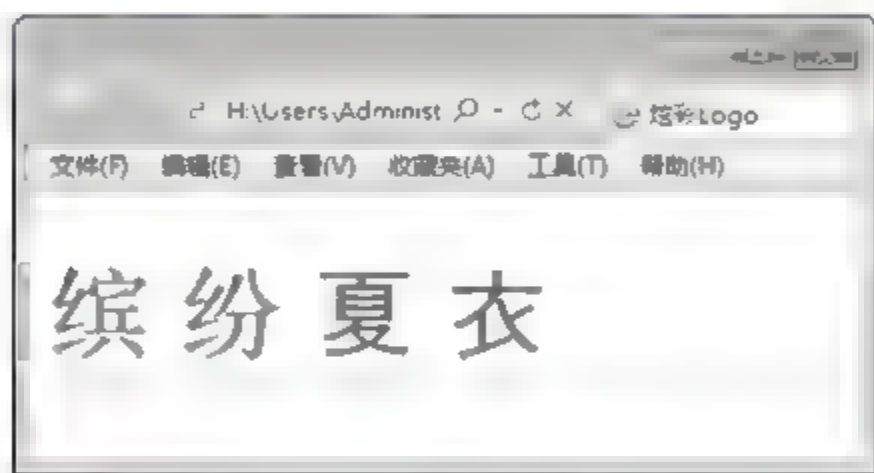 H:\Users\Administ
炫彩Logo
文件(F) 编辑(E) 查看(V) 收藏夹(A) 工具(T) 帮助(H)
缤 纷 夏 衣